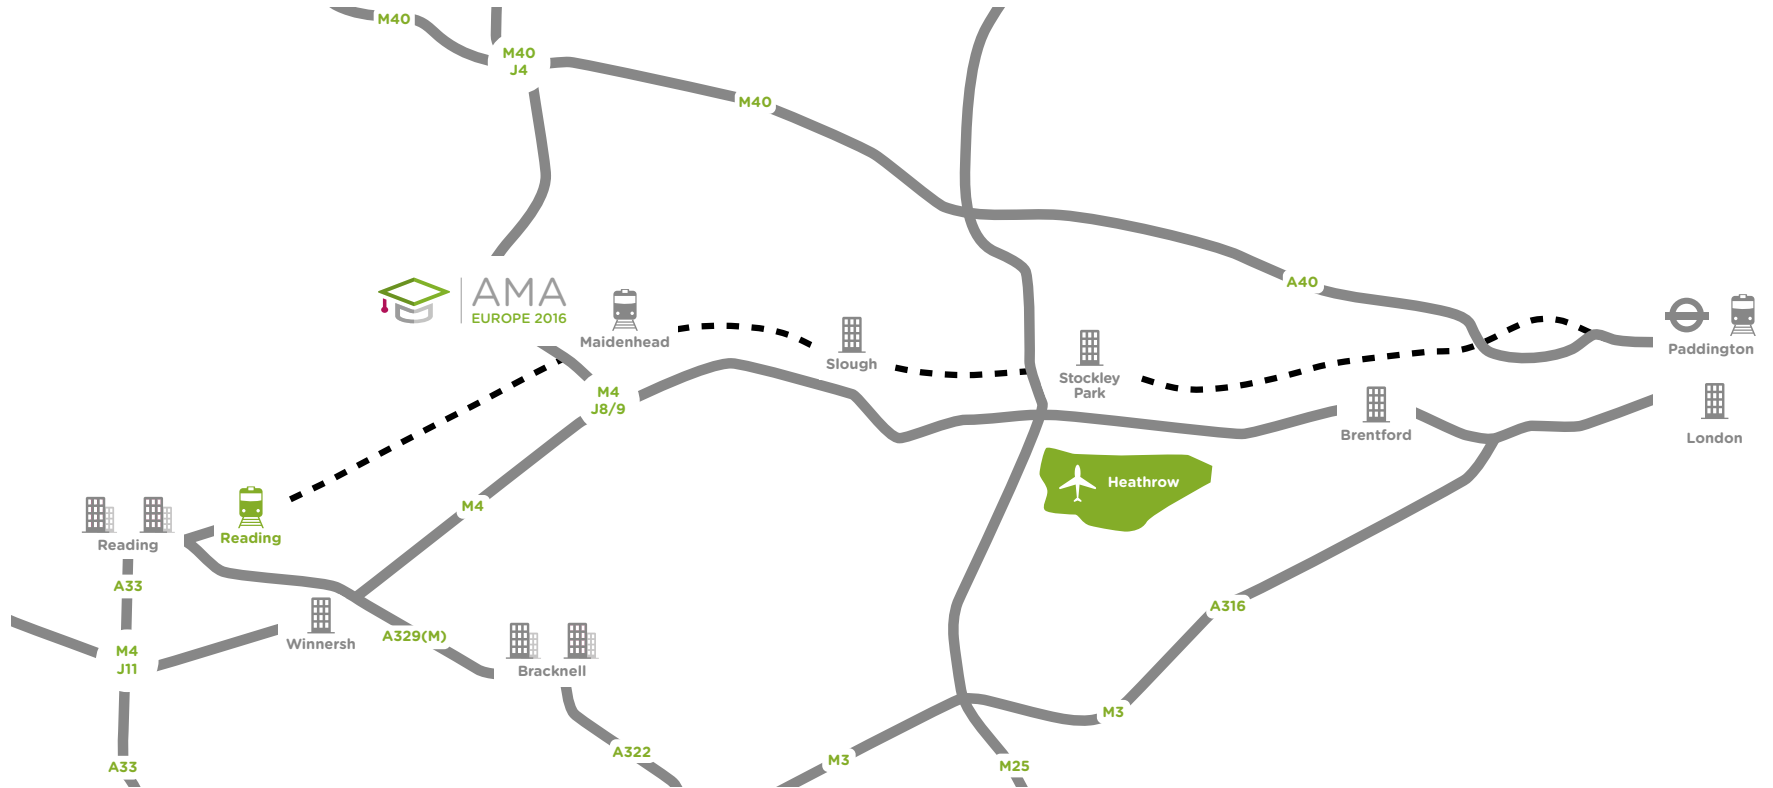 M40
M40
J4
M40
A40
AMA
EUROPE 2016
Maidenhead
Slough
Stockley
Park
Paddington
M4
J8/9
Brentford
London
Heathrow
M4
Reading
Reading
A33
A316
Winnersh
A329(M)
M4
J11
Bracknell
M3
A322
M3
M25
A33